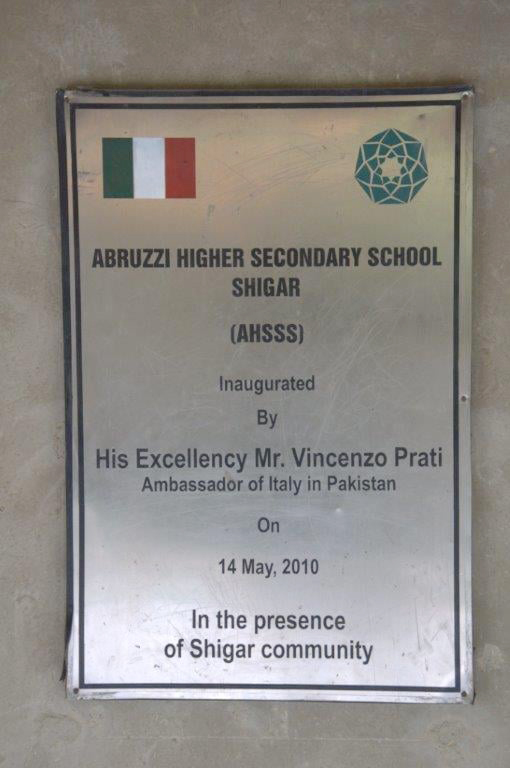 ABRUZZI HIGHER SECONDARY SCHOOL
SHIGAR
(AHSSS)
Inaugurated
By
His Excellency Mr. Vincenzo Prati
Ambassador of Italy in Pakistan
On
14 May, 2010
In the presence
of Shigar community